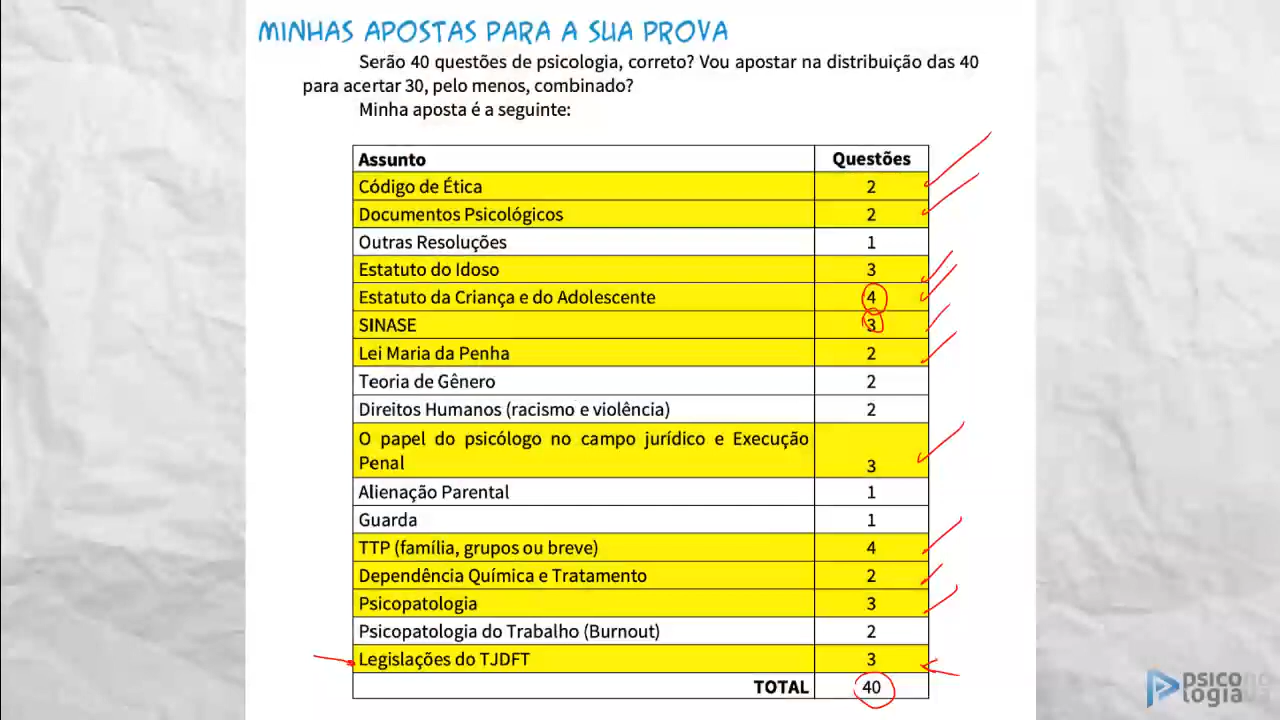 MINHAS APOSTAS PARA A SUA PROVA
Serão 40 questões de psicologia, correto? Vou apostar na distribuição das 40
para acertar 30, pelo menos, combinado?
Minha aposta é a seguinte:
Assunto Questões
Código de Ética 2
Documentos Psicológicos 2
Outras Resoluções 1
Estatuto do Idoso 3
Estatuto da Criança e do Adolescente 4
SINASE 3
Lei Maria da Penha 2
Teoria de Gênero 2
Direitos Humanos (racismo e violência) 2
O papel do psicólogo no campo jurídico e Execução
Penal 3
Alienação Parental 1
Guarda 1
TTP (família, grupos ou breve) 4
Dependência Química e Tratamento 2
Psicopatologia 3
Psicopatologia do Trabalho (Burnout) 2
Legislações do TJDFT 3
TOTAL 40
psico
logia